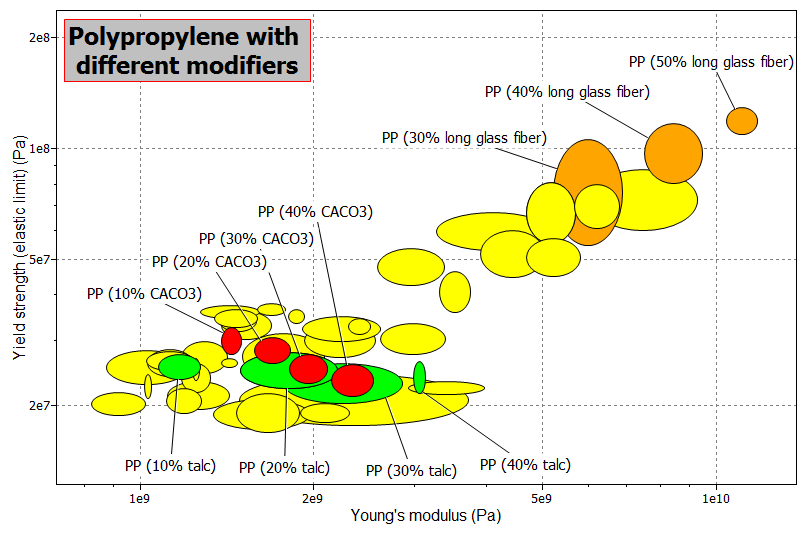 Polypropylene with
different modifiers
PP (50% long glass fiber)
PP (40% long glass fiber)
PP (30% long glass fiber)
PP (40% CACO3)
PP (30% CACO3)
PP (20% CACO3)
PP (10% CACO3)
PP (10% talc)
PP (20% talc)
PP (30% talc)
PP (40% talc)
Yield strength (elastic limit) (Pa)
2e8
1e8
5e7
2e7
1e9
2e9
5e9
1e10
Young's modulus (Pa)